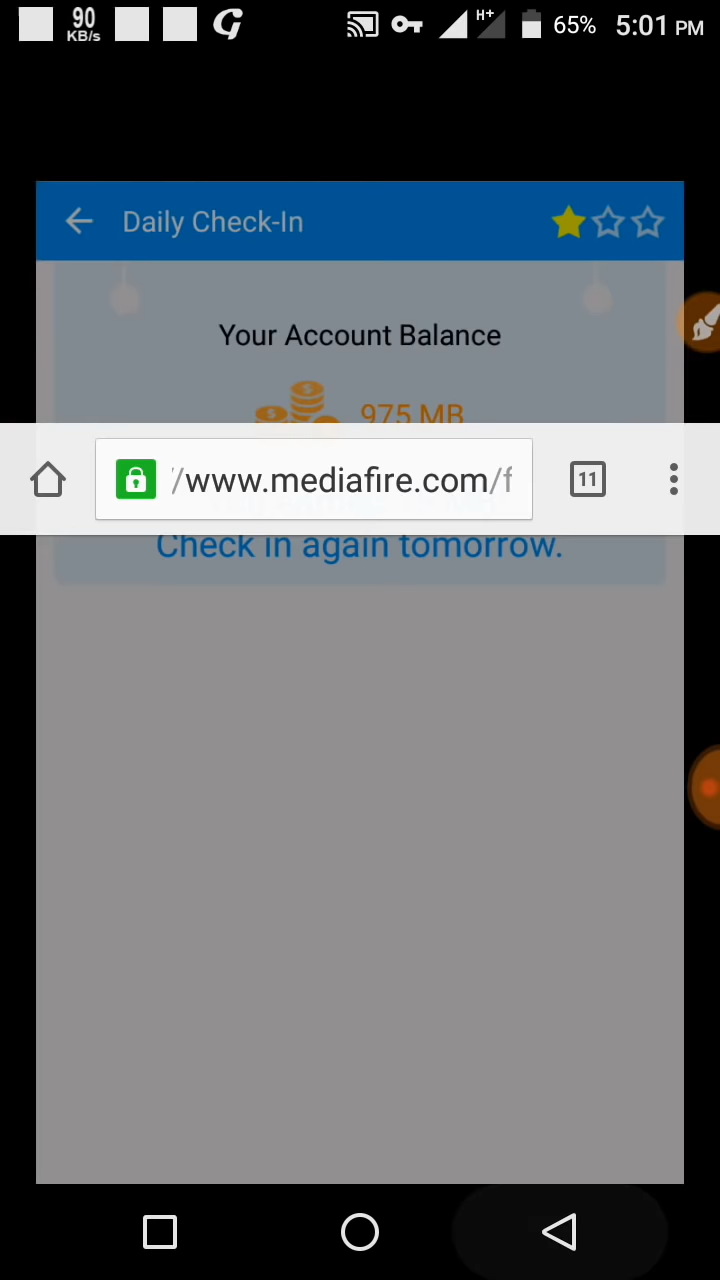 90 KB/s G H+ 65% 5:01 PM
Daily Check-In
Your Account Balance
975 MB
//www.mediafire.com/f
11
Check in again tomorrow.